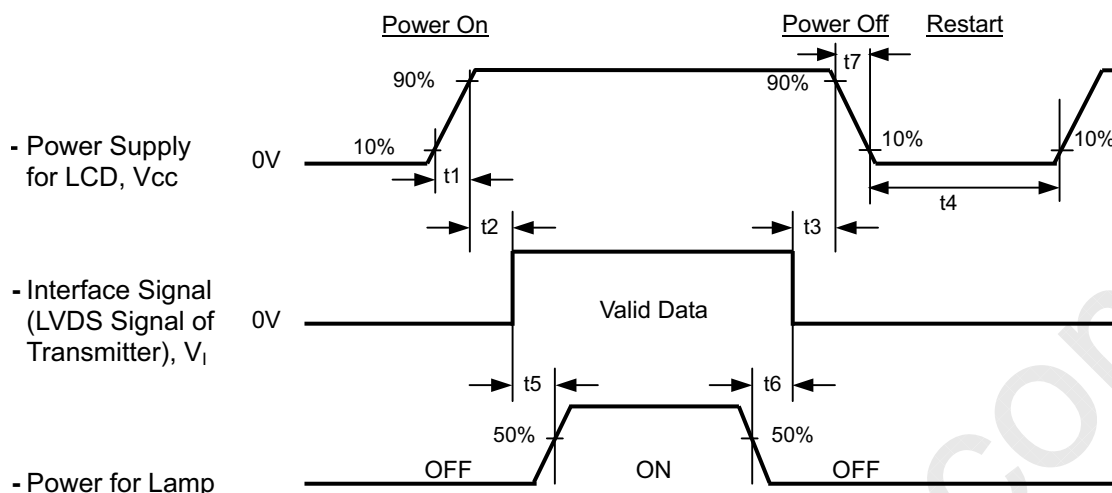 Power On
Power Off
Restart
t7
90%
90%
- Power Supply
for LCD, Vcc
0V
10%
10%
10%
t1
t4
t2
t3
- Interface Signal
(LVDS Signal of
Transmitter), VI
0V
Valid Data
t5
t6
50%
50%
- Power for Lamp
OFF
ON
OFF